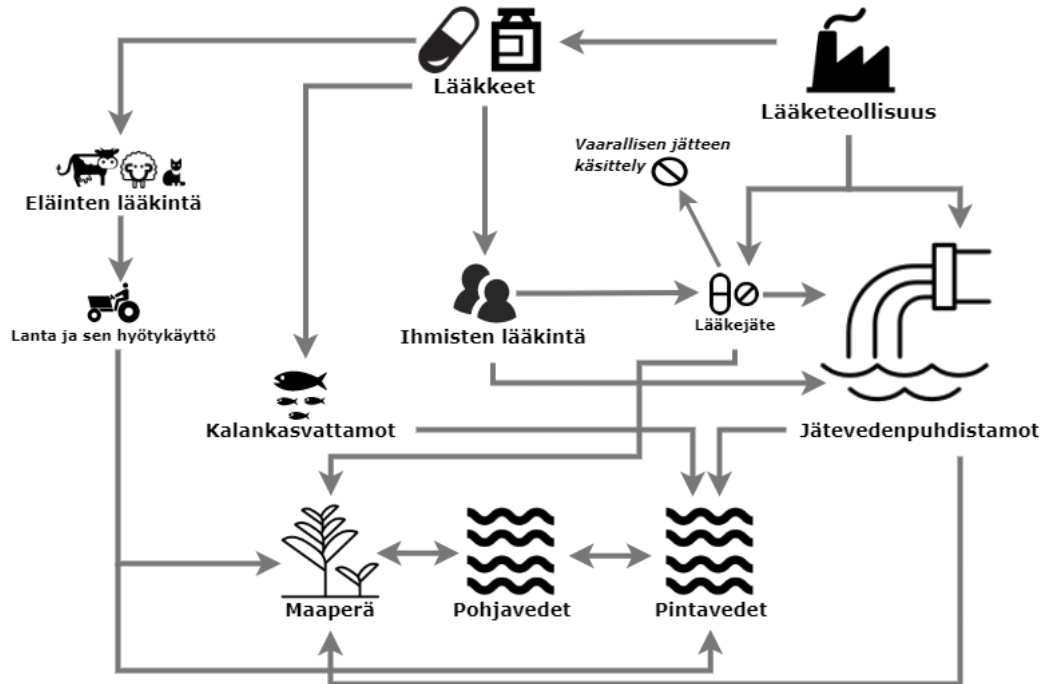 Lääkkeet
Lääketeollisuus
Vaarallisen jätteen
käsittely
Eläinten lääkintä
Lanta ja sen hyötykäyttö
Ihmisten lääkintä
Lääkejäte
Kalankasvattamot
Jätevedenpuhdistamot
Maaperä
Pohjavedet
Pintavedet